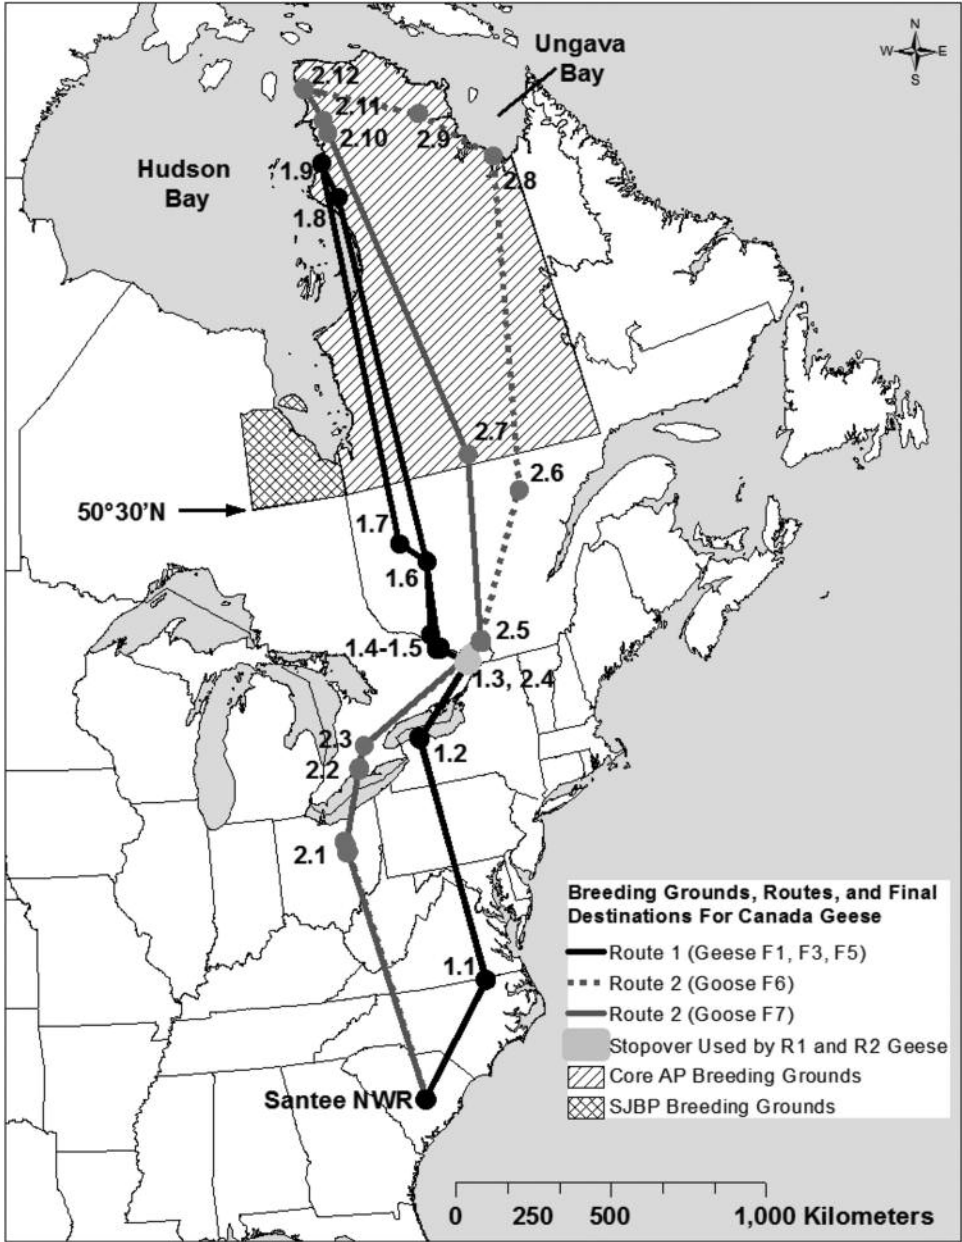 N
W E
S
Ungava
Bay
2.12
2.11
2.10
2.9
Hudson
Bay
1.9
2.8
1.8
2.7
2.6
50°30'N
1.7
1.6
2.5
1.4-1.5
1.3, 2.4
2.3
1.2
2.2
2.1
Breeding Grounds, Routes, and Final
Destinations For Canada Geese
Route 1 (Geese F1, F3, F5)
1.1
Route 2 (Goose F6)
Route 2 (Goose F7)
Stopover Used by R1 and R2 Geese
Core AP Breeding Grounds
Santee NWR
SJBP Breeding Grounds
0 250 500 1,000 Kilometers